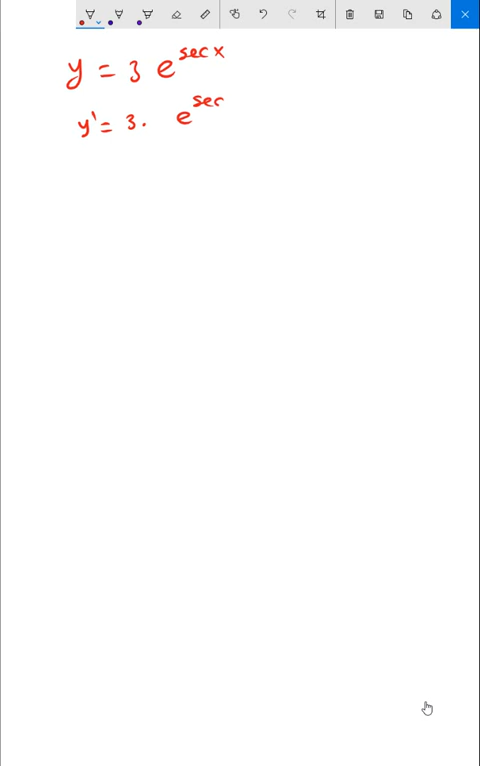 y = 3 e^sec x
y' = 3 · e^sec